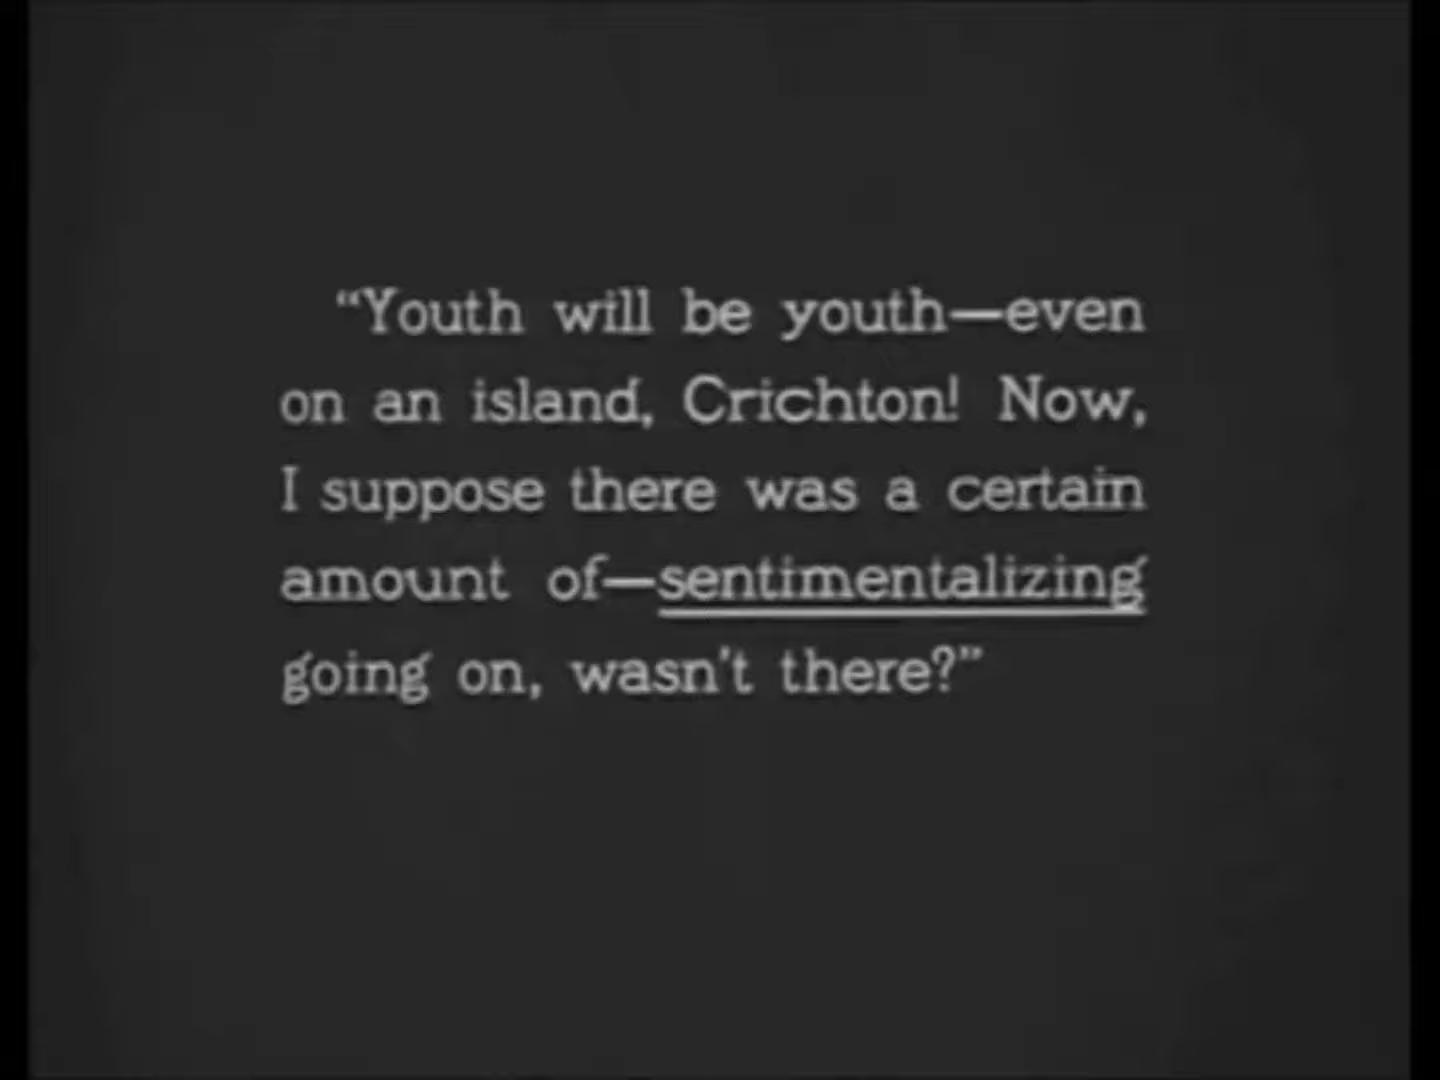 “Youth will be youth—even
on an island, Crichton! Now,
I suppose there was a certain
amount of—sentimentalizing
going on, wasn't there?”